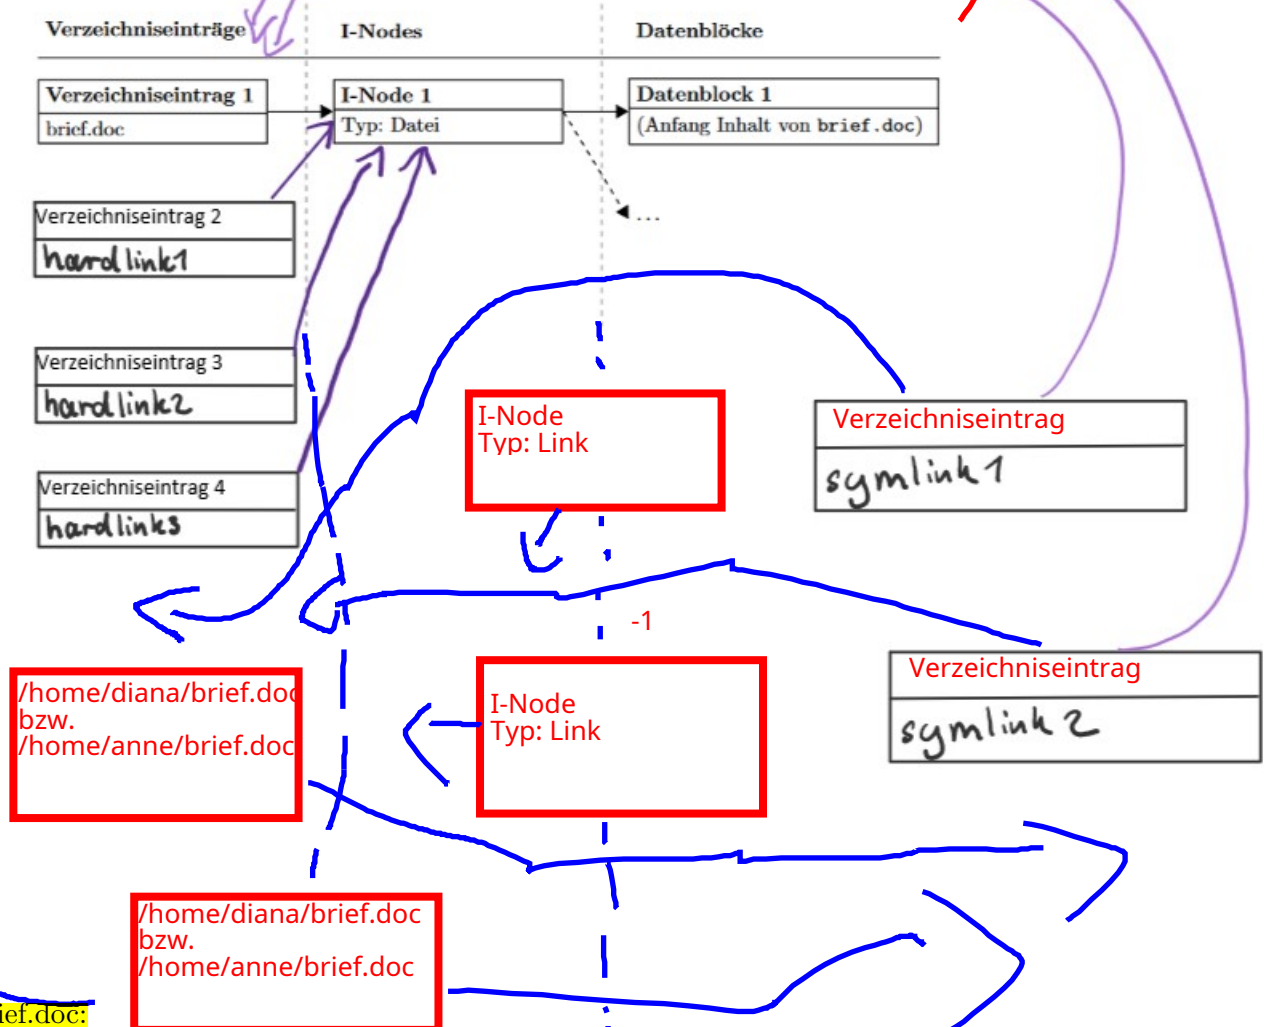 Verzeichniseinträge
I-Nodes
Datenblöcke
Verzeichniseintrag 1
brief.doc
I-Node 1
Typ: Datei
Datenblock 1
(Anfang Inhalt von brief.doc)
...
Verzeichniseintrag 2
hardlink1
Verzeichniseintrag 3
hardlink2
Verzeichniseintrag 4
hardlink3
I-Node
Typ: Link
Verzeichniseintrag
symlink1
-1
/home/diana/brief.doc
bzw.
/home/anne/brief.doc
I-Node
Typ: Link
Verzeichniseintrag
symlink2
/home/diana/brief.doc
bzw.
/home/anne/brief.doc
ief.doc: